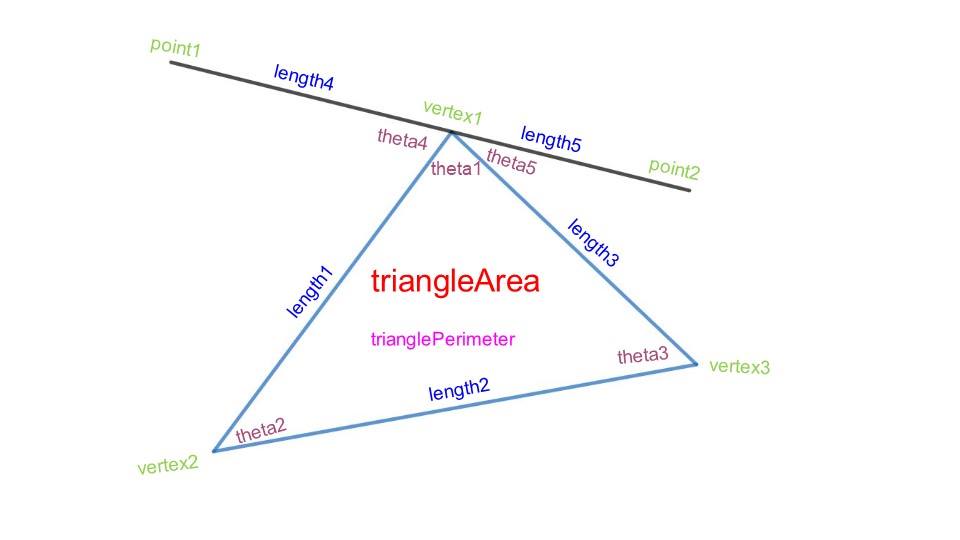 point1
length4
vertex1
length5
theta4
theta1
theta5
point2
length3
length1
triangleArea
trianglePerimeter
theta3
vertex3
length2
theta2
vertex2